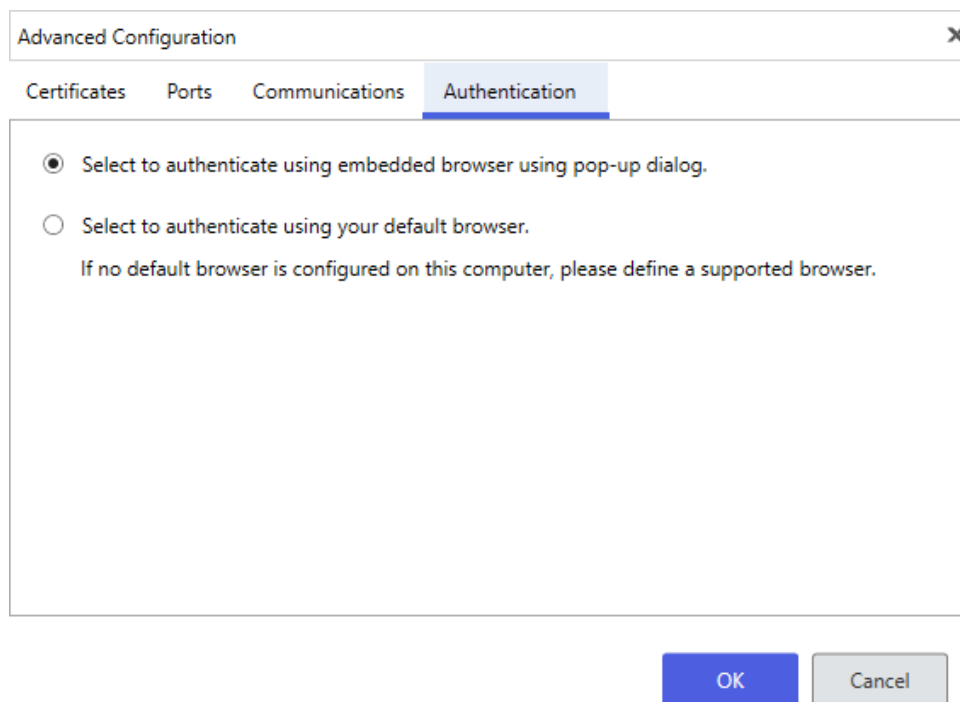 Advanced Configuration
Certificates Ports Communications Authentication
Select to authenticate using embedded browser using pop-up dialog.
Select to authenticate using your default browser.
If no default browser is configured on this computer, please define a supported browser.
OK Cancel